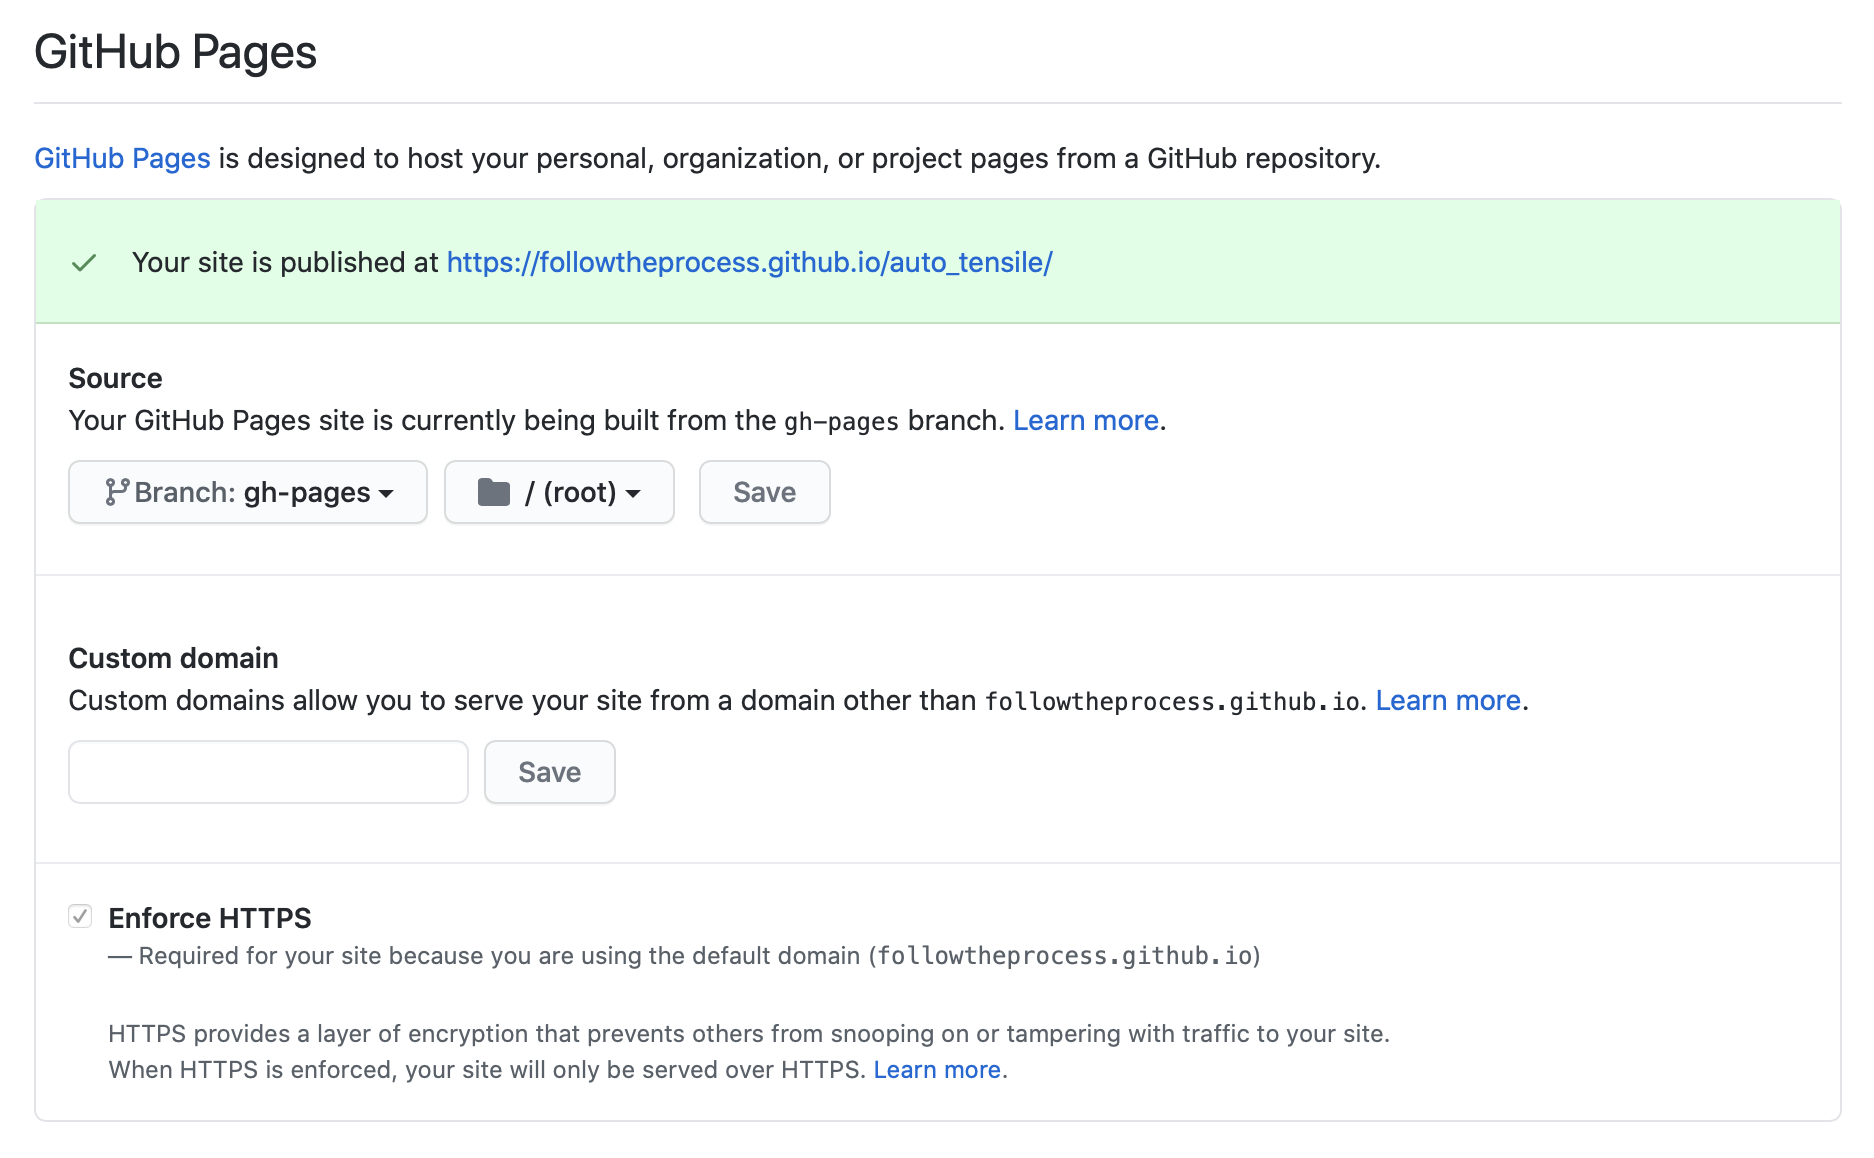 GitHub Pages
GitHub Pages is designed to host your personal, organization, or project pages from a GitHub repository.
Your site is published at https://followtheprocess.github.io/auto_tensile/
Source
Your GitHub Pages site is currently being built from the gh-pages branch. Learn more.
Branch: gh-pages / (root) Save
Custom domain
Custom domains allow you to serve your site from a domain other than followtheprocess.github.io. Learn more.
Save
Enforce HTTPS
— Required for your site because you are using the default domain (followtheprocess.github.io)
HTTPS provides a layer of encryption that prevents others from snooping on or tampering with traffic to your site.
When HTTPS is enforced, your site will only be served over HTTPS. Learn more.